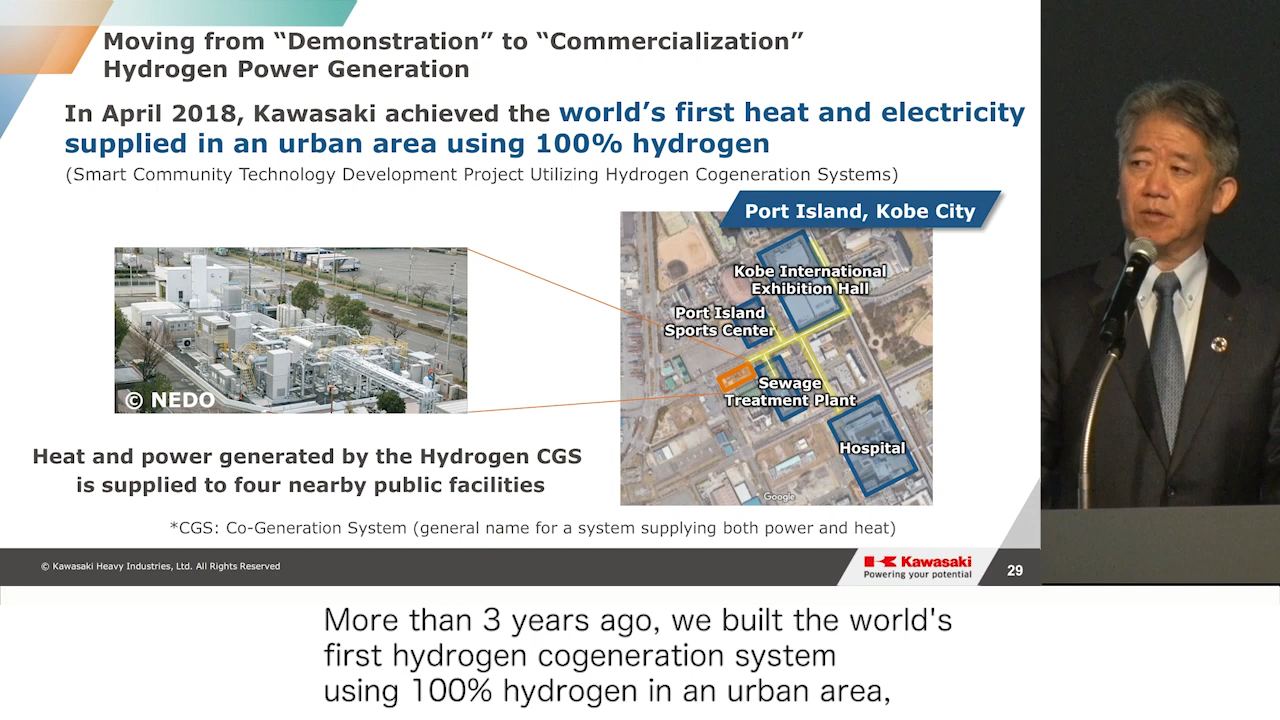 Moving from “Demonstration” to “Commercialization”
Hydrogen Power Generation
In April 2018, Kawasaki achieved the world’s first heat and electricity
supplied in an urban area using 100% hydrogen
(Smart Community Technology Development Project Utilizing Hydrogen Cogeneration Systems)
Port Island, Kobe City
Kobe International
Exhibition Hall
Port Island
Sports Center
Sewage
Treatment Plant
Hospital
Google
© NEDO
Heat and power generated by the Hydrogen CGS
is supplied to four nearby public facilities
*CGS: Co-Generation System (general name for a system supplying both power and heat)
© Kawasaki Heavy Industries, Ltd. All Rights Reserved
Kawasaki
Powering your potential
29
More than 3 years ago, we built the world's
first hydrogen cogeneration system
using 100% hydrogen in an urban area,